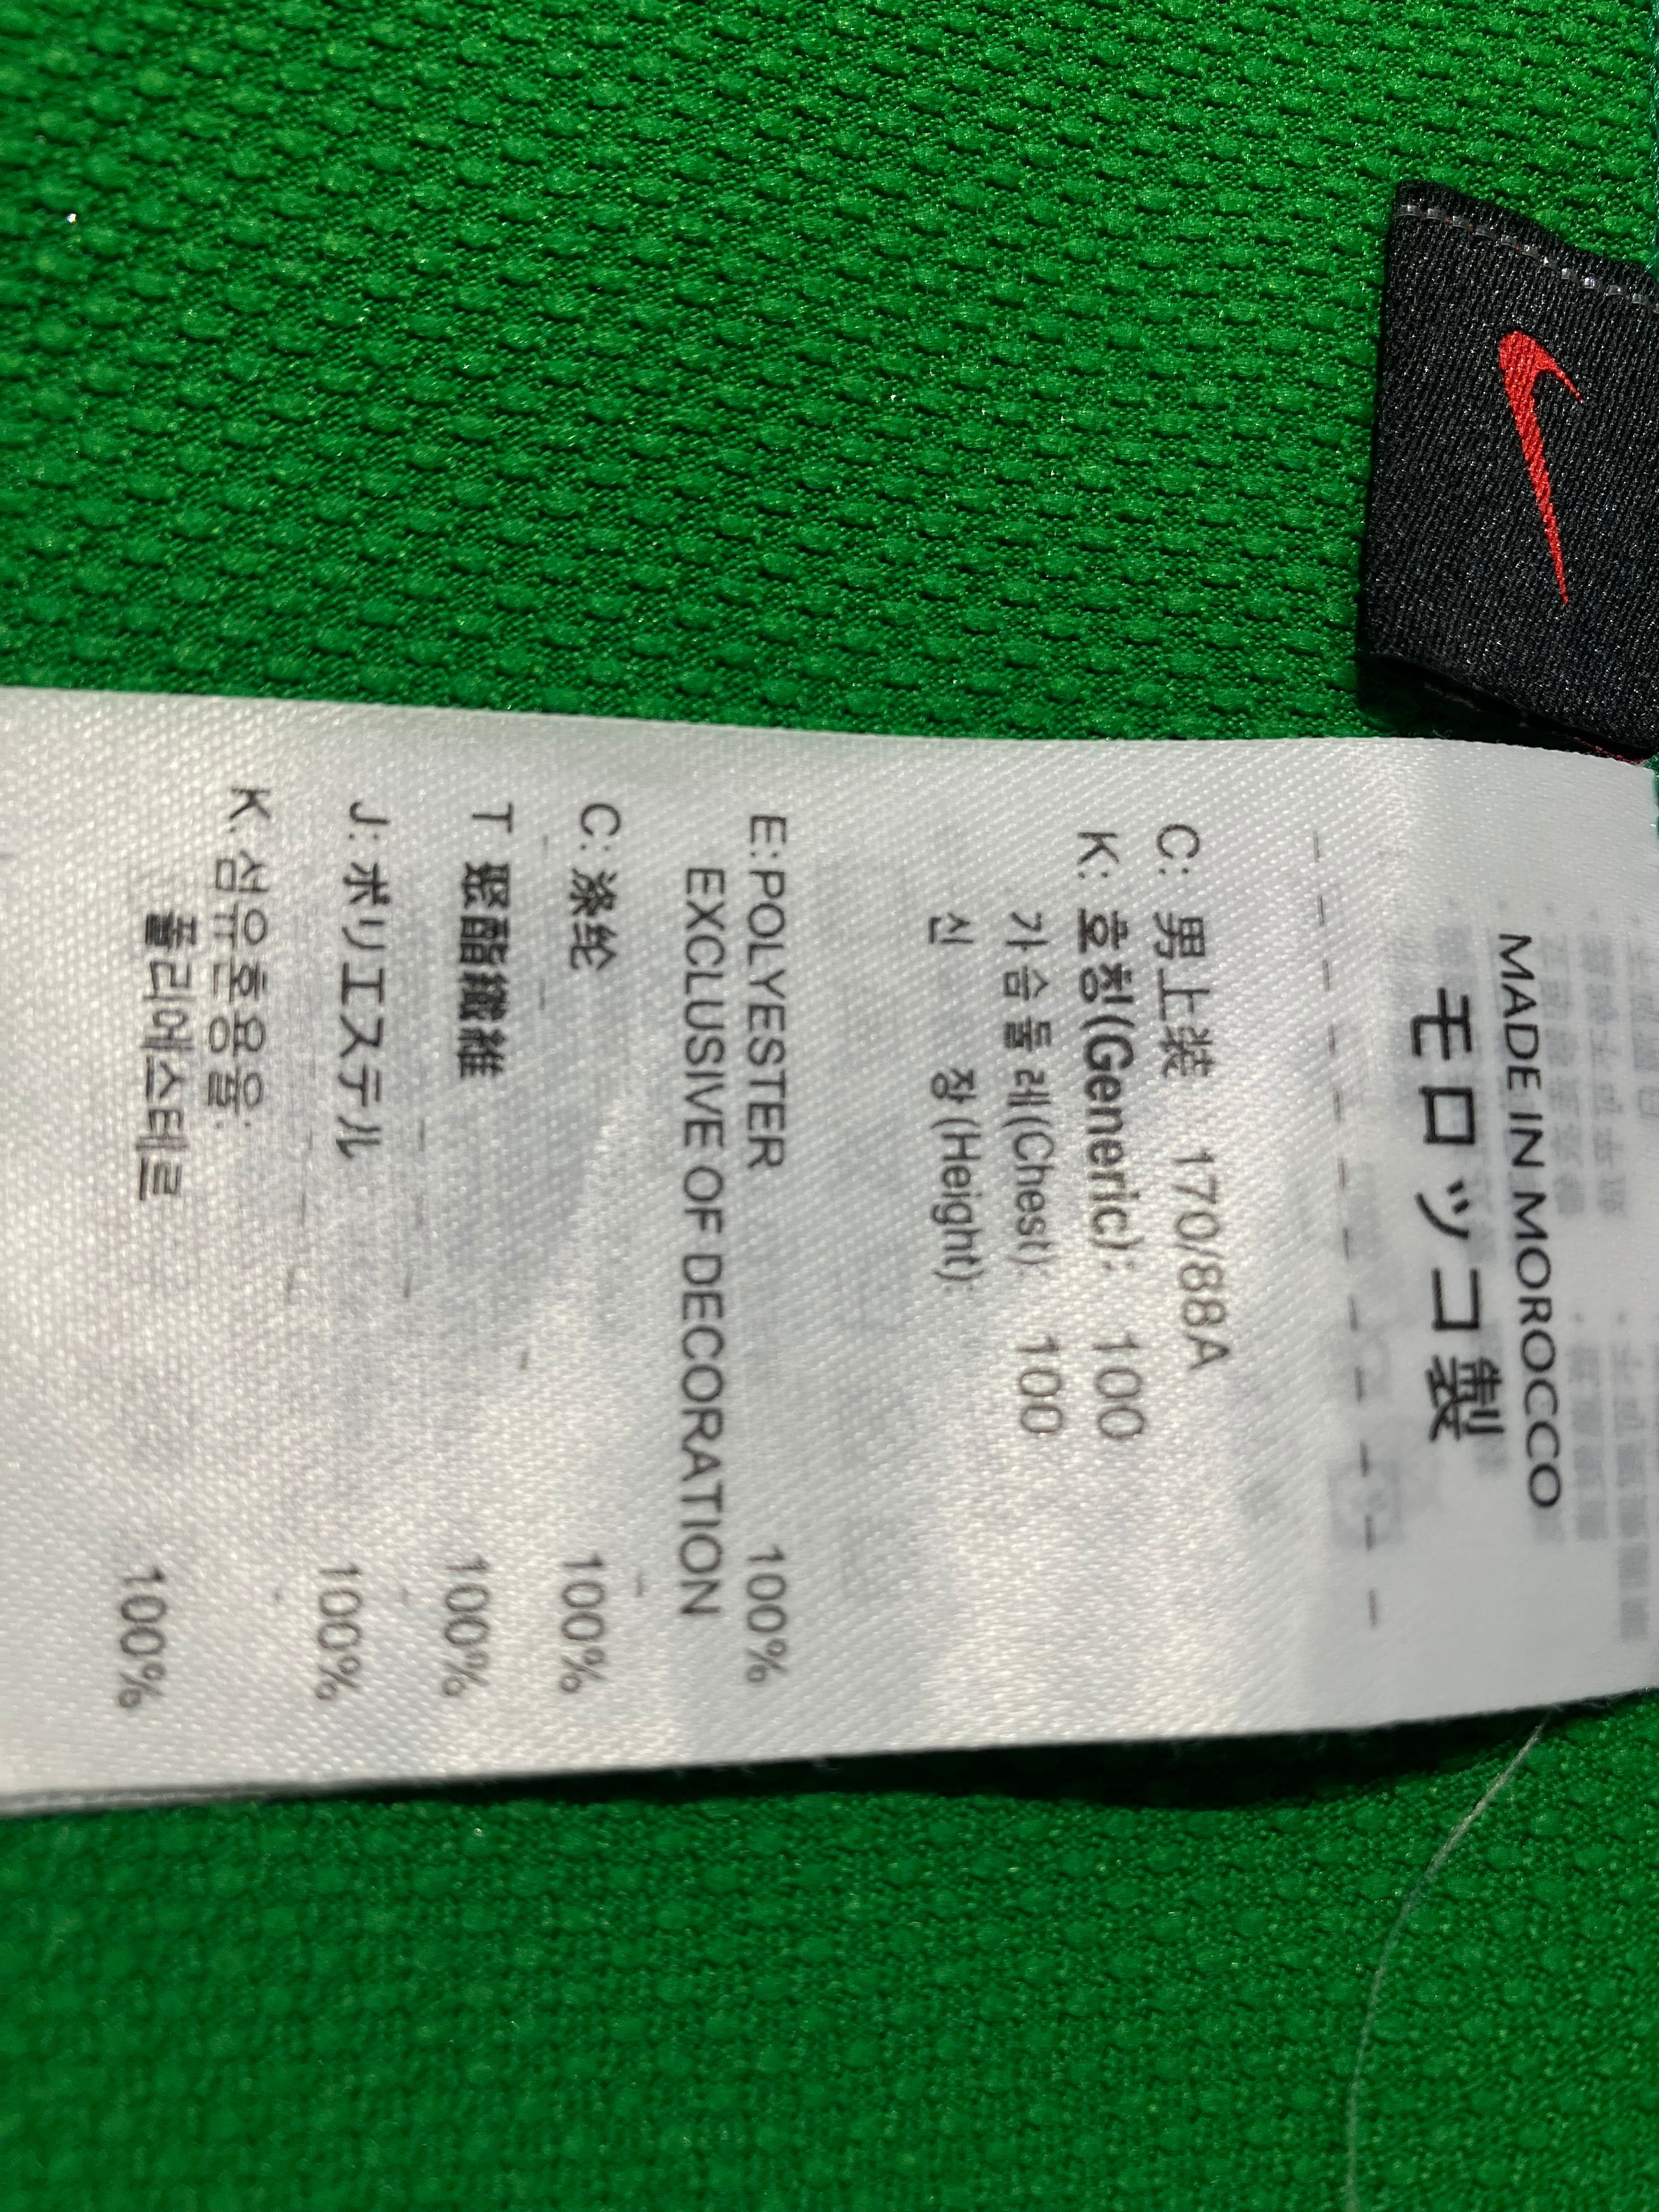 MADE IN MOROCCO
モロッコ製
C: 男上装 170/88A
K: 호칭(Generic): 100
가슴둘레(Chest): 100
신 장(Height):
E:POLYESTER 100%
EXCLUSIVE OF DECORATION
C: 涤纶 100%
T 聚酯纖維 100%
J: ポリエステル 100%
K: 섬유혼용율:
폴리에스테르 100%